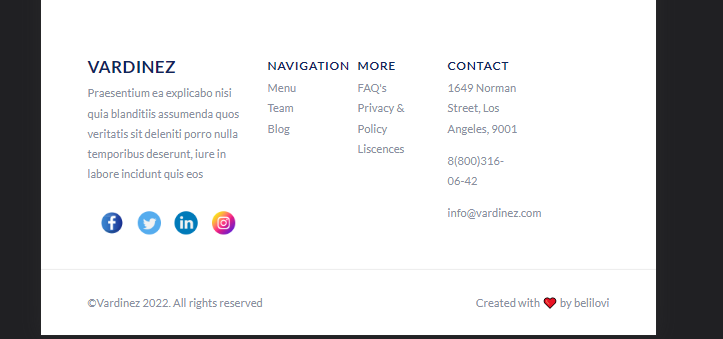 VARDINEZ
Praesentium ea explicabo nisi
quia blanditiis assumenda quos
veritatis sit deleniti porro nulla
temporibus deserunt, iure in
labore incidunt quis eos
NAVIGATION
Menu
Team
Blog
MORE
FAQ's
Privacy &
Policy
Liscences
CONTACT
1649 Norman
Street, Los
Angeles, 9001
8(800)316-
06-42
info@vardinez.com
©Vardinez 2022. All rights reserved
Created with ❤ by belilovi